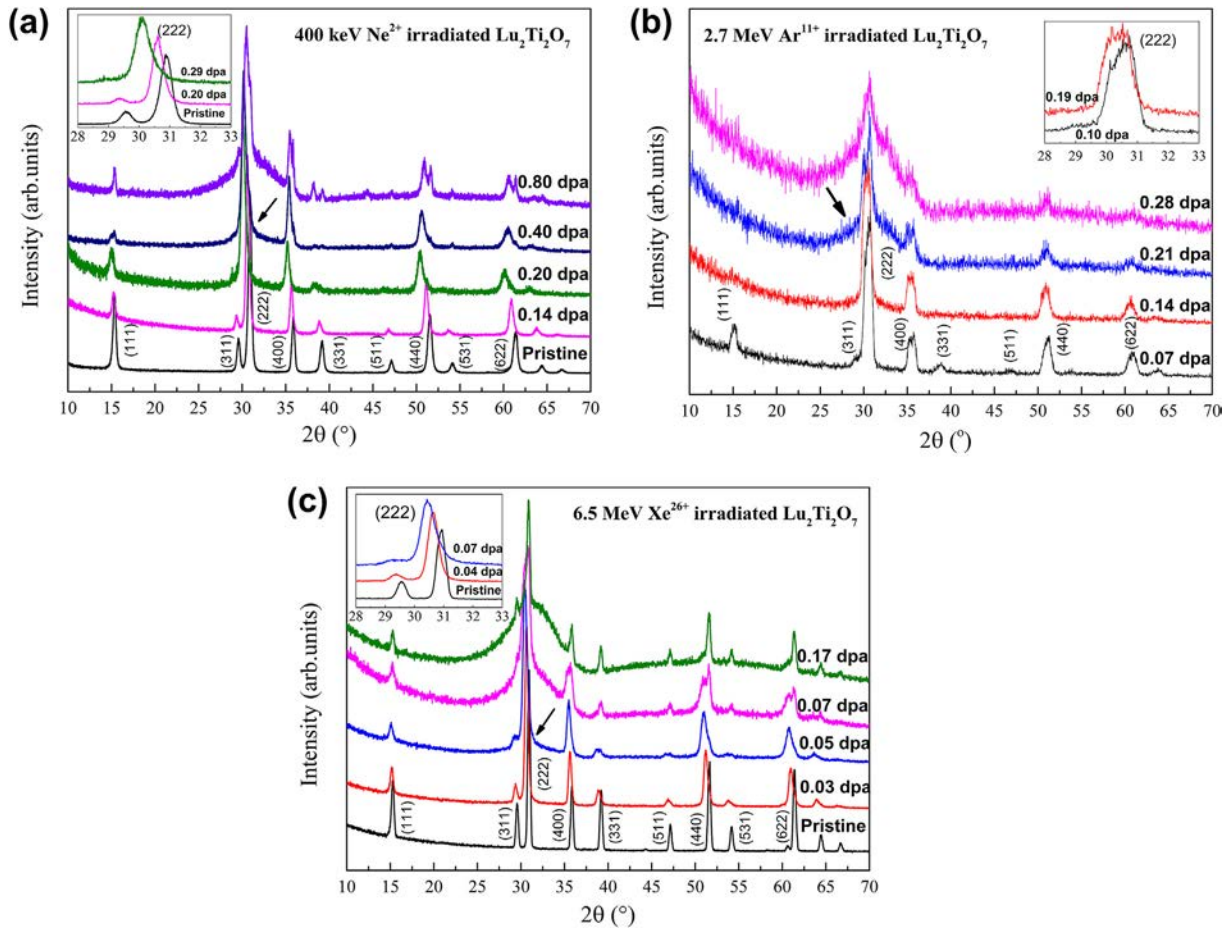 (a)
400 keV Ne2+ irradiated Lu2Ti2O7
(222)
0.29 dpa
0.20 dpa
Pristine
28 29 30 31 32 33
0.80 dpa
0.40 dpa
0.20 dpa
0.14 dpa
Pristine
(111)
(311)
(222)
(400)
(331)
(511)
(440)
(531)
(622)
Intensity (arb.units)
10 15 20 25 30 35 40 45 50 55 60 65 70
2θ (°)
(b)
2.7 MeV Ar11+ irradiated Lu2Ti2O7
(222)
0.19 dpa
0.10 dpa
28 29 30 31 32 33
0.28 dpa
0.21 dpa
0.14 dpa
0.07 dpa
(111)
(311)
(222)
(400)
(331)
(511)
(440)
(622)
Intensity (arb.units)
10 15 20 25 30 35 40 45 50 55 60 65 70
2θ (°)
(c)
6.5 MeV Xe26+ irradiated Lu2Ti2O7
(222)
0.07 dpa
0.04 dpa
Pristine
28 29 30 31 32 33
0.17 dpa
0.07 dpa
0.05 dpa
0.03 dpa
Pristine
(111)
(311)
(222)
(400)
(331)
(511)
(440)
(531)
(622)
Intensity (arb.units)
10 15 20 25 30 35 40 45 50 55 60 65 70
2θ (°)